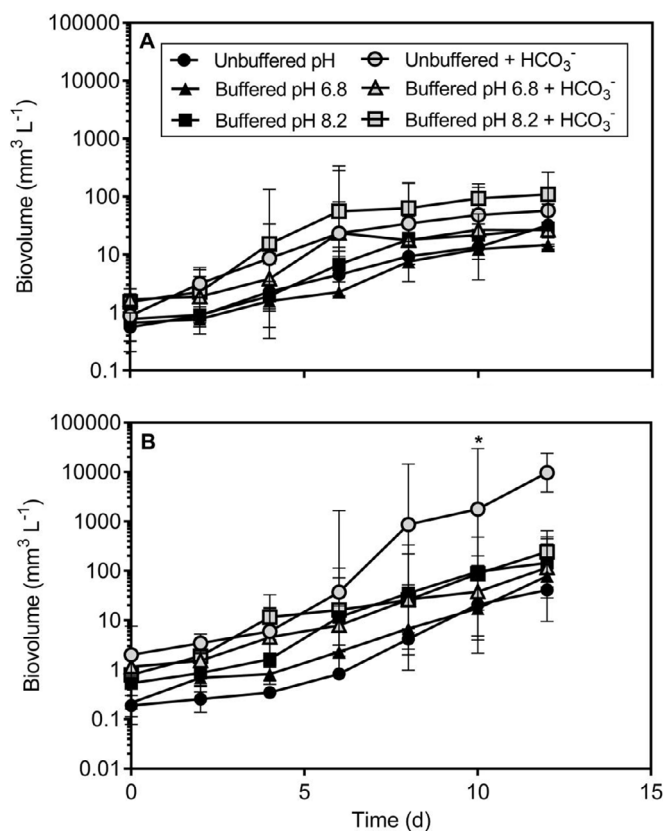 A
Unbuffered pH
Unbuffered + HCO₃⁻
Buffered pH 6.8
Buffered pH 6.8 + HCO₃⁻
Buffered pH 8.2
Buffered pH 8.2 + HCO₃⁻
Biovolume (mm³ L⁻¹)
100000
10000
1000
100
10
1
0.1
B
*
Biovolume (mm³ L⁻¹)
100000
10000
1000
100
10
1
0.1
0.01
0 5 10 15
Time (d)